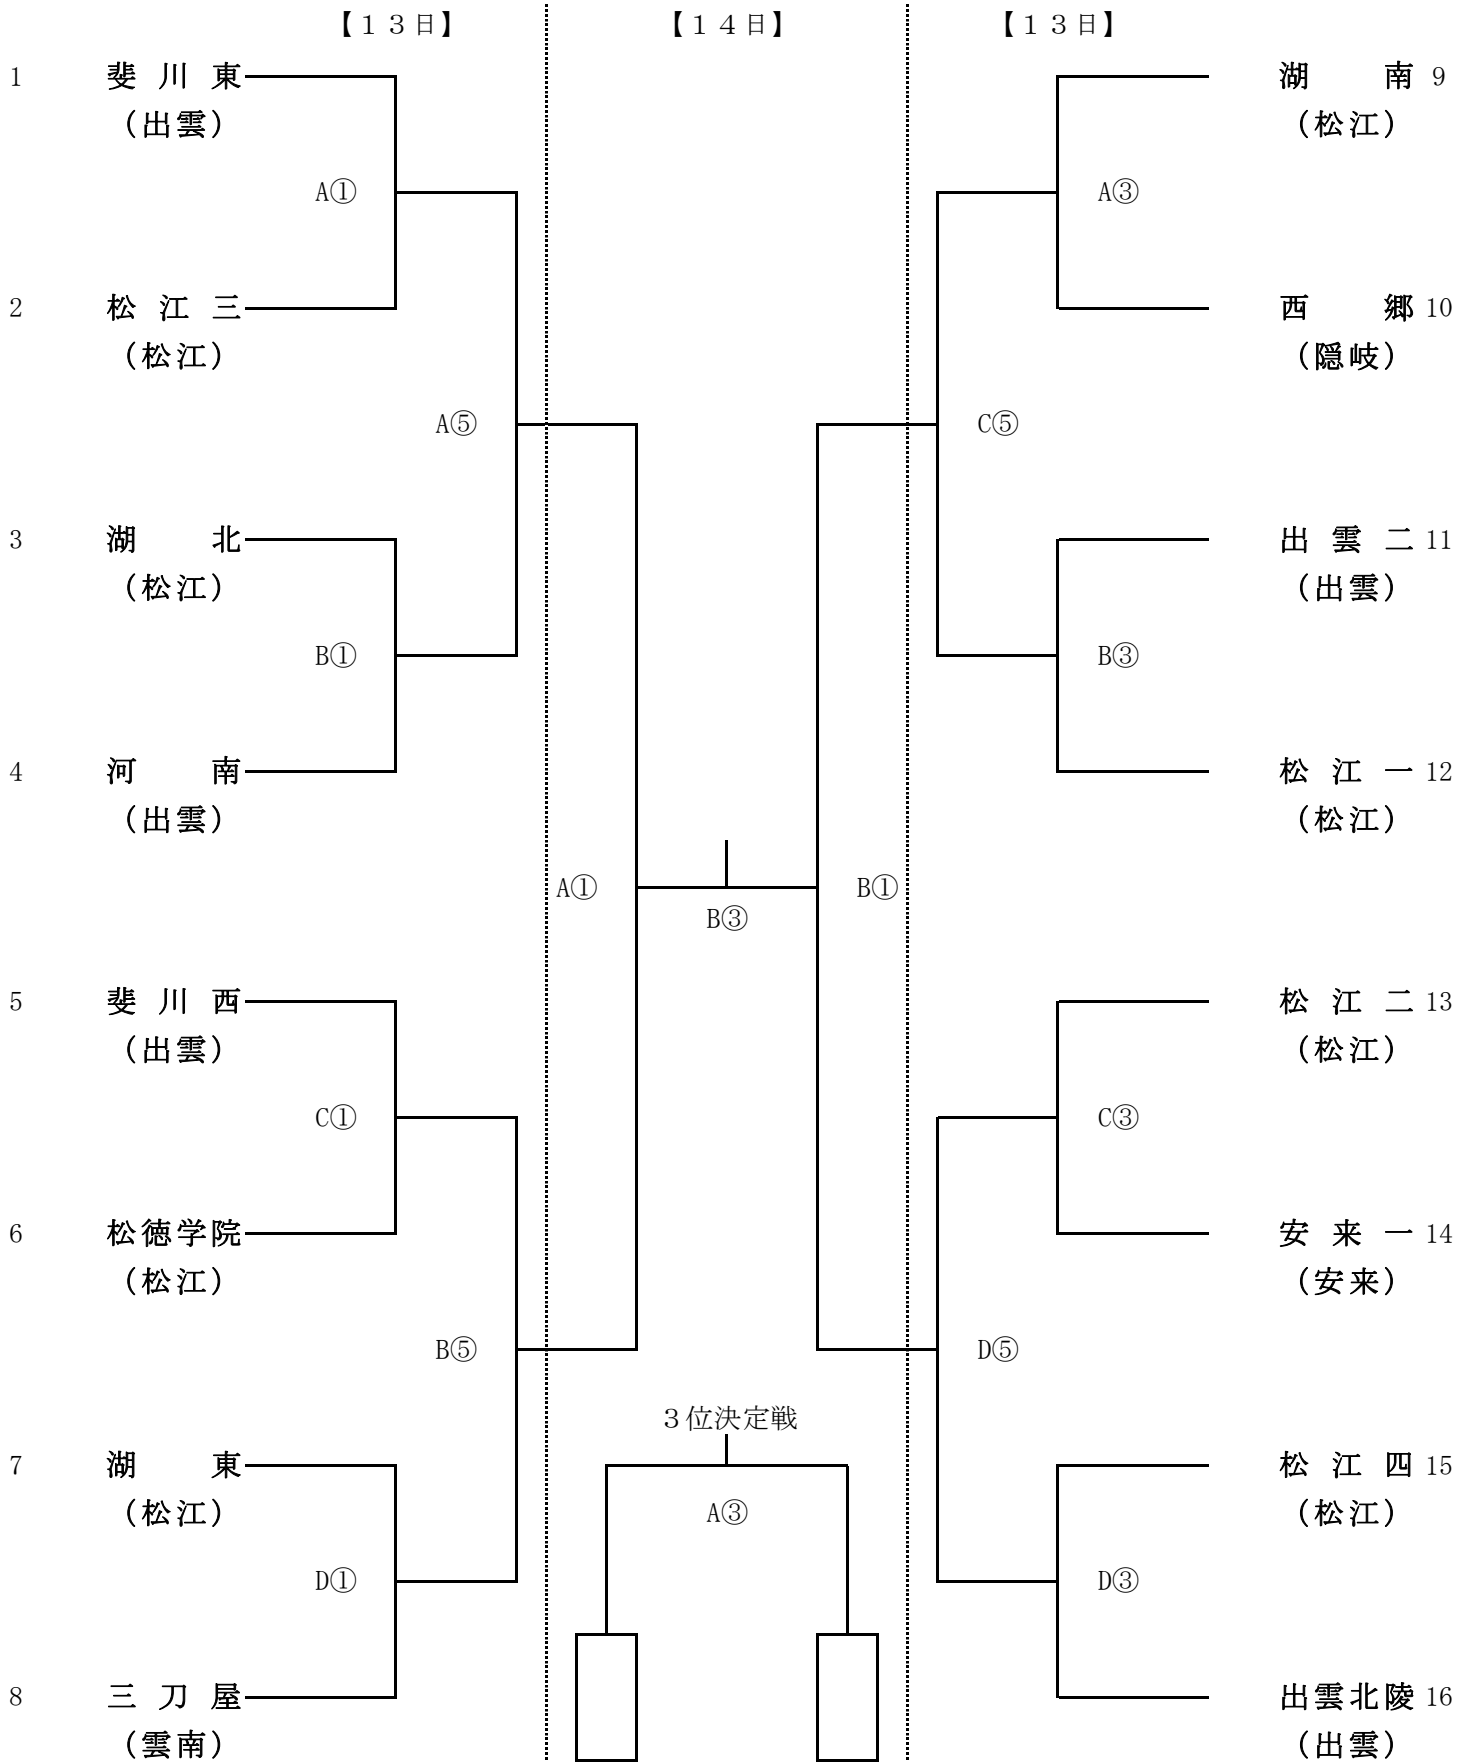 【１３日】 【１４日】 【１３日】
1 斐川東 湖南 9
（出雲） （松江）
A① A③
2 松江三 西郷 10
（松江） （隠岐）
A⑤ C⑤
3 湖北 出雲二 11
（松江） （出雲）
B① B③
4 河南 松江一 12
（出雲） （松江）
A① B①
B③
5 斐川西 松江二 13
（出雲） （松江）
C① C③
6 松徳学院 安来一 14
（松江） （安来）
B⑤ D⑤
３位決定戦
7 湖東 松江四 15
（松江） A③ （松江）
D① D③
8 三刀屋 出雲北陵 16
（雲南） （出雲）